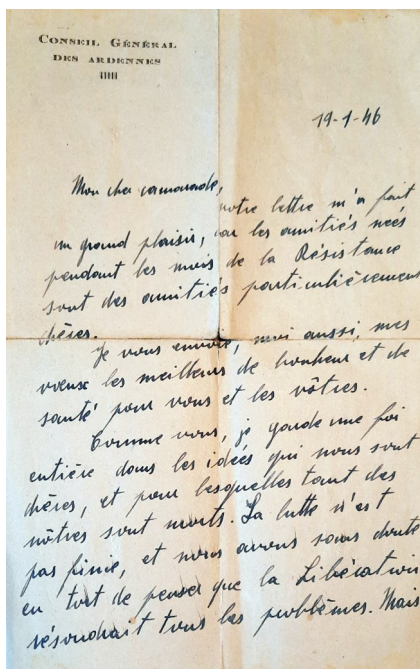 CONSEIL GÉNÉRAL
DES ARDENNES
19-1-46
Mon cher camarade,
votre lettre m'a fait
un grand plaisir, car les amitiés nées
pendant les mois de la Résistance
sont des amitiés particulièrement
chères.
Je vous envoie, moi aussi, mes
vœux les meilleurs de bonheur et de
santé pour vous et les vôtres.
Comme vous, je garde une foi
entière dans les idées qui nous sont
chères, et pour lesquelles tant des
nôtres sont morts. La lutte n'est
pas finie, et nous avons sans doute
eu tort de penser que la Libération
résoudrait tous les problèmes. Mais